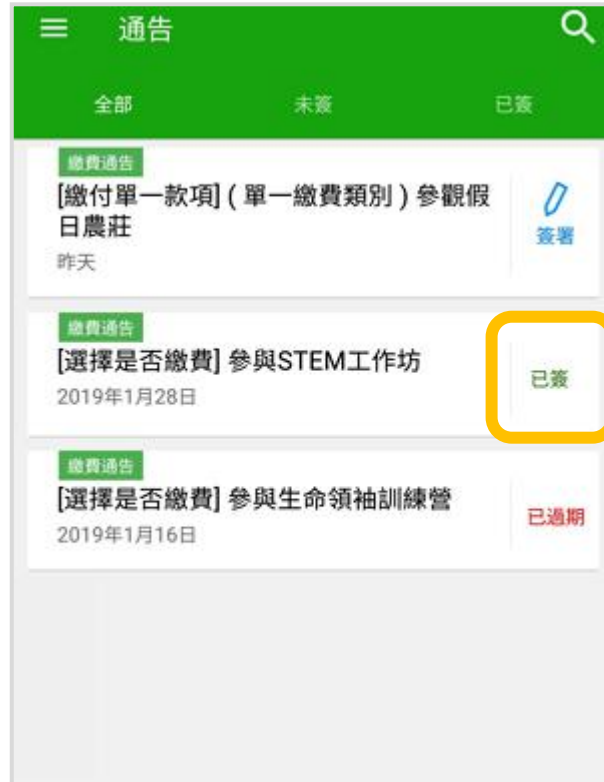 通告
全部 未簽 已簽
繳費通告
[繳付單一款項] ( 單一繳費類別 ) 參觀假
日農莊
簽署
昨天
繳費通告
[選擇是否繳費] 參與STEM工作坊
已簽
2019年1月28日
繳費通告
[選擇是否繳費] 參與生命領袖訓練營
已過期
2019年1月16日